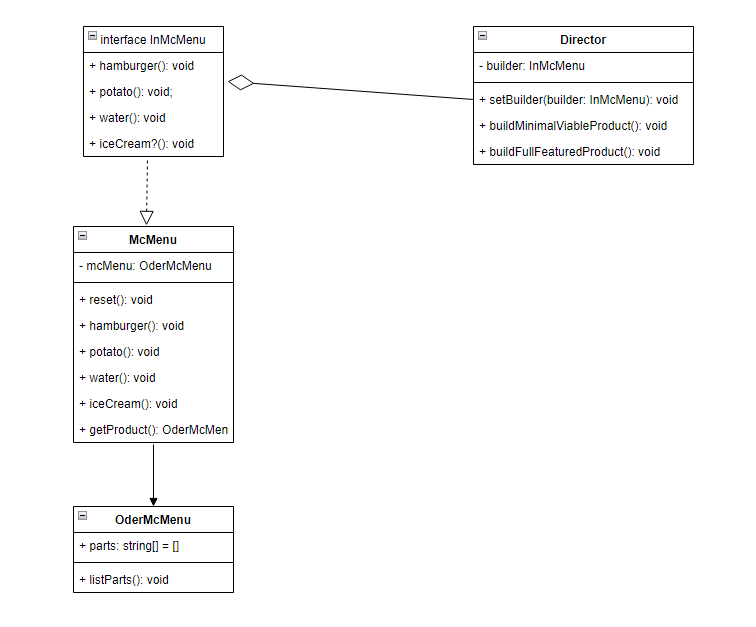 interface InMcMenu
+ hamburger(): void
+ potato(): void;
+ water(): void
+ iceCream?(): void
Director
- builder: InMcMenu
+ setBuilder(builder: InMcMenu): void
+ buildMinimalViableProduct(): void
+ buildFullFeaturedProduct(): void
McMenu
- mcMenu: OderMcMenu
+ reset(): void
+ hamburger(): void
+ potato(): void
+ water(): void
+ iceCream(): void
+ getProduct(): OderMcMen
OderMcMenu
+ parts: string[] = []
+ listParts(): void